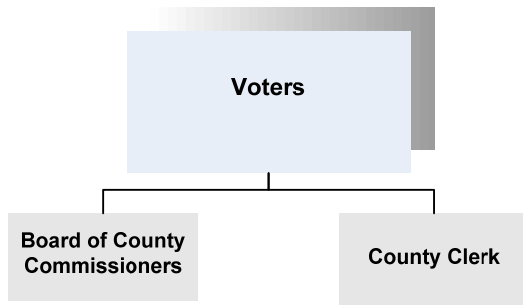 Voters
Board of County
Commissioners
County Clerk